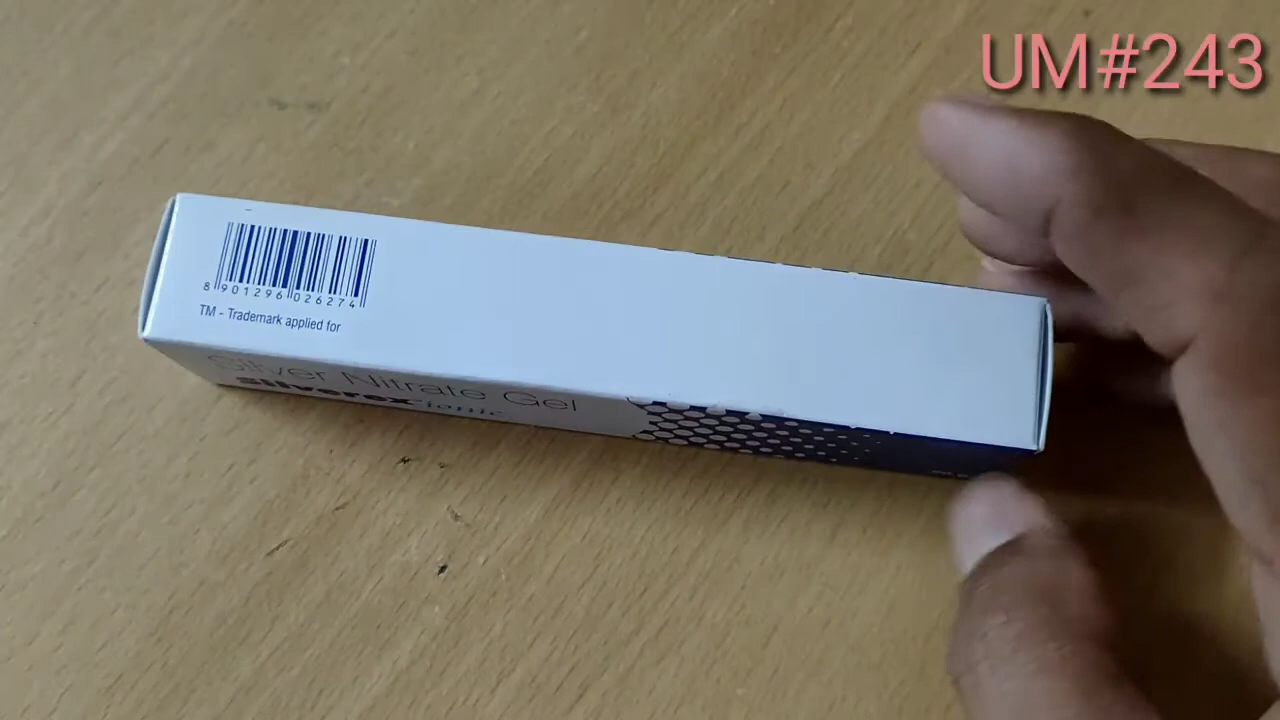 UM#243
8 901296 026274
TM - Trademark applied for
Silver Nitrate Gel
Silverex ionic